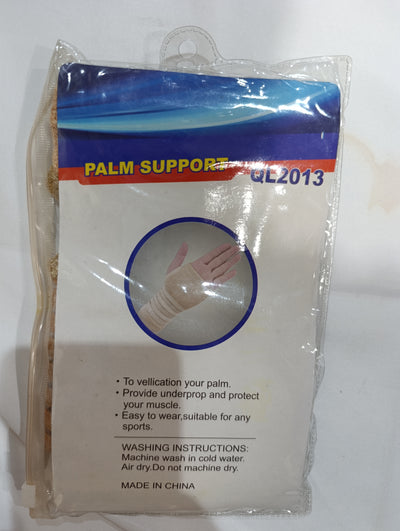 PALM SUPPORT QL2013
• To vellication your palm.
• Provide underprop and protect
your muscle.
• Easy to wear,suitable for any
sports.
WASHING INSTRUCTIONS:
Machine wash in cold water.
Air dry.Do not machine dry.
MADE IN CHINA